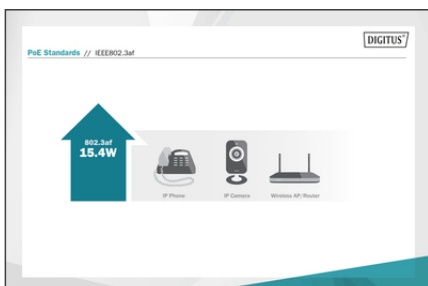 DIGITUS®
PoE Standards // IEEE802.3af
802.3af
15.4W
IP Phone
IP Camera
Wireless AP/Router